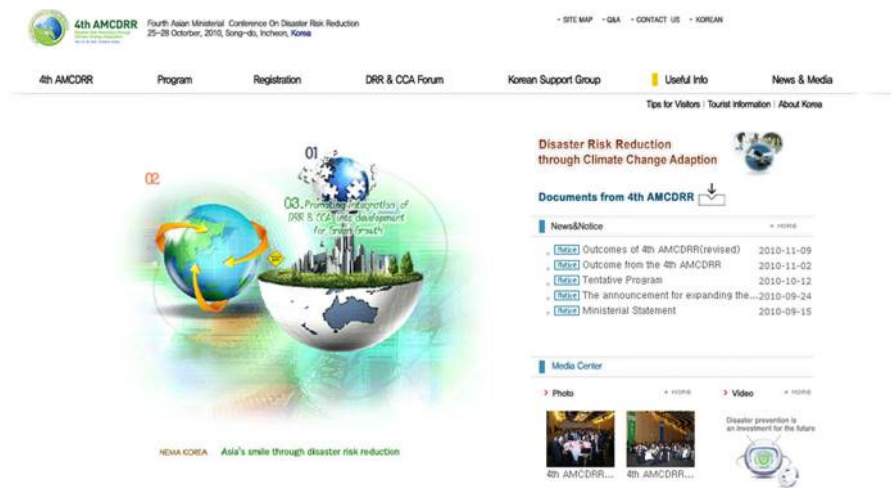 4th AMCDRR
Fourth Asian Ministerial Conference On Disaster Risk Reduction
25-28 Octorber, 2010, Song-do, Incheon, Korea
SITE MAP
Q&A
CONTACT US
KOREAN
4th AMCDRR
Program
Registration
DRR & CCA Forum
Korean Support Group
Useful Info
News & Media
Tips for Visitors | Tourist Information | About Korea
01
02
03. Promoting Integration of
DRR & CCA into development
for Green Growth
NEMA KOREA Asia's smile through disaster risk reduction
Disaster Risk Reduction
through Climate Change Adaption
Documents from 4th AMCDRR
News&Notice
Notice Outcomes of 4th AMCDRR(revised) 2010-11-09
Notice Outcome from the 4th AMCDRR 2010-11-02
Notice Tentative Program 2010-10-12
Notice The announcement for expanding the... 2010-09-24
Notice Ministerial Statement 2010-09-15
Media Center
Photo
Video
Disaster prevention is
an investment for the future
4th AMCDRR...
4th AMCDRR...